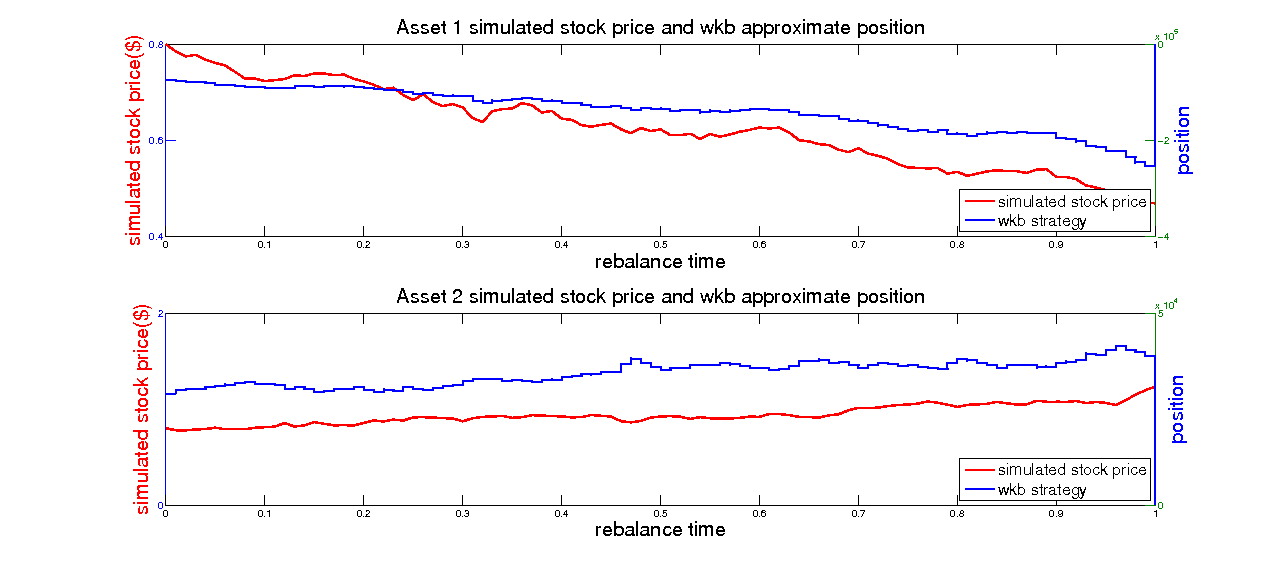 Asset 1 simulated stock price and wkb approximate position
simulated stock price($)
0.8
0.6
0.4
x 10^5
0
-2
-4
position
simulated stock price
wkb strategy
0 0.1 0.2 0.3 0.4 0.5 0.6 0.7 0.8 0.9 1
rebalance time
Asset 2 simulated stock price and wkb approximate position
simulated stock price($)
2
0
x 10^4
5
0
position
simulated stock price
wkb strategy
0 0.1 0.2 0.3 0.4 0.5 0.6 0.7 0.8 0.9 1
rebalance time